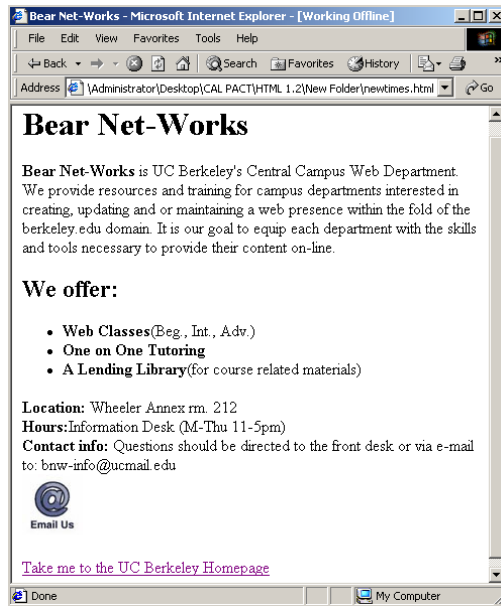 Bear Net-Works - Microsoft Internet Explorer - [Working Offline]
File Edit View Favorites Tools Help
Back Search Favorites History »
Address \Administrator\Desktop\CAL PACT\HTML 1.2\New Folder\newtimes.html Go
Bear Net-Works
Bear Net-Works is UC Berkeley's Central Campus Web Department.
We provide resources and training for campus departments interested in
creating, updating and or maintaining a web presence within the fold of the
berkeley.edu domain. It is our goal to equip each department with the skills
and tools necessary to provide their content on-line.
We offer:
• Web Classes(Beg., Int., Adv.)
• One on One Tutoring
• A Lending Library(for course related materials)
Location: Wheeler Annex rm. 212
Hours:Information Desk (M-Thu 11-5pm)
Contact info: Questions should be directed to the front desk or via e-mail
to: bnw-info@ucmail.edu
@
Email Us
Take me to the UC Berkeley Homepage
Done My Computer